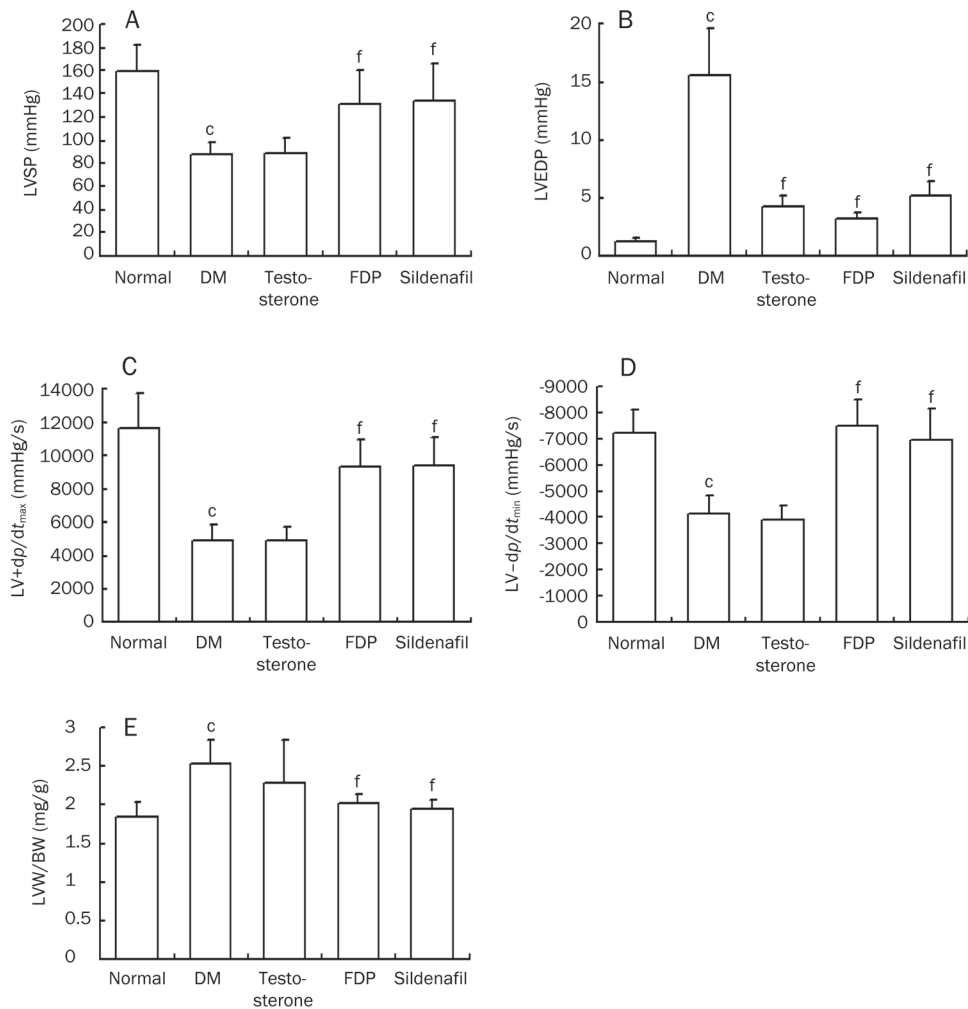 A
LVSP (mmHg)
200
180
160
140
120
100
80
60
40
20
0
c
f
f
Normal DM Testo- FDP Sildenafil
sterone
B
LVEDP (mmHg)
20
15
10
5
0
c
f
f
f
Normal DM Testo- FDP Sildenafil
sterone
C
LV+dp/dtmax (mmHg/s)
14000
12000
10000
8000
6000
4000
2000
0
c
f
f
Normal DM Testo- FDP Sildenafil
sterone
D
LV–dp/dtmin (mmHg/s)
-9000
-8000
-7000
-6000
-5000
-4000
-3000
-2000
-1000
0
c
f
f
Normal DM Testo- FDP Sildenafil
sterone
E
LVW/BW (mg/g)
3
2.5
2
1.5
1
0.5
0
c
f
f
Normal DM Testo- FDP Sildenafil
sterone